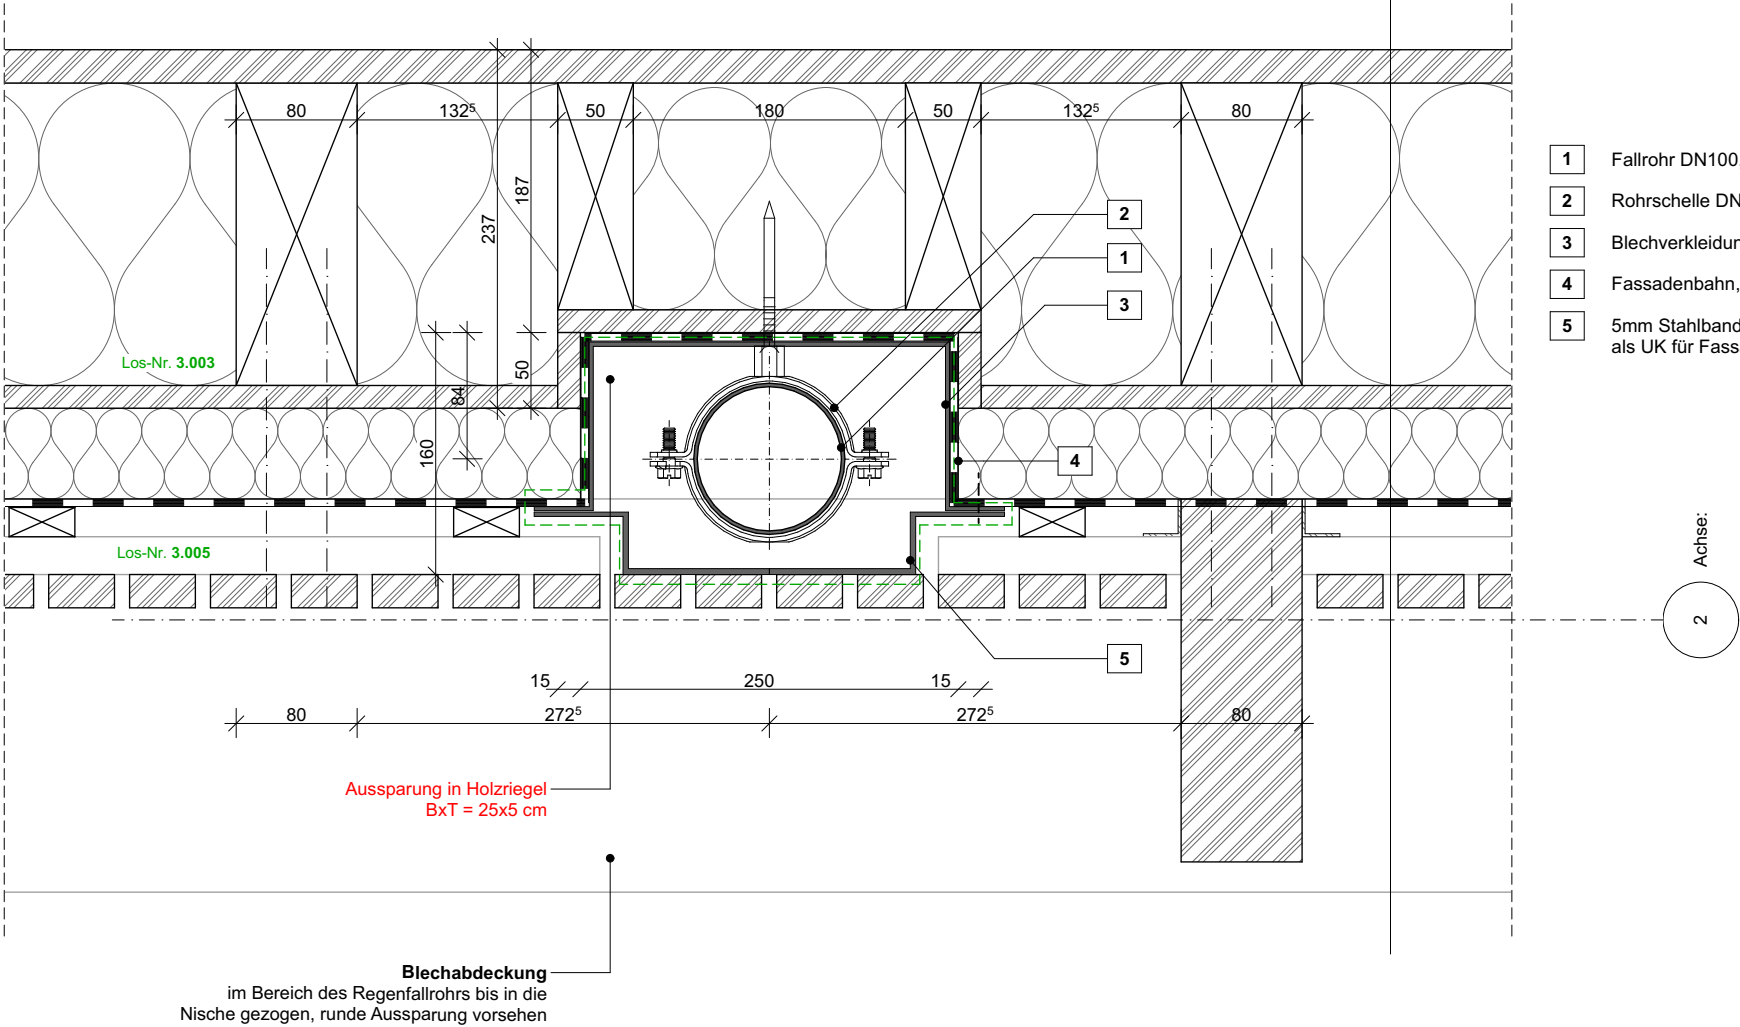 80
132⁵
50
180
50
132⁵
80
187
237
50
84
160
Los-Nr. 3.003
Los-Nr. 3.005
2
1
3
4
5
1 Fallrohr DN100
2 Rohrschelle DN
3 Blechverkleidun
4 Fassadenbahn,
5 5mm Stahlband
als UK für Fass
Achse:
2
15
250
15
80
272⁵
272⁵
80
Aussparung in Holzriegel
BxT = 25x5 cm
Blechabdeckung
im Bereich des Regenfallrohrs bis in die
Nische gezogen, runde Aussparung vorsehen